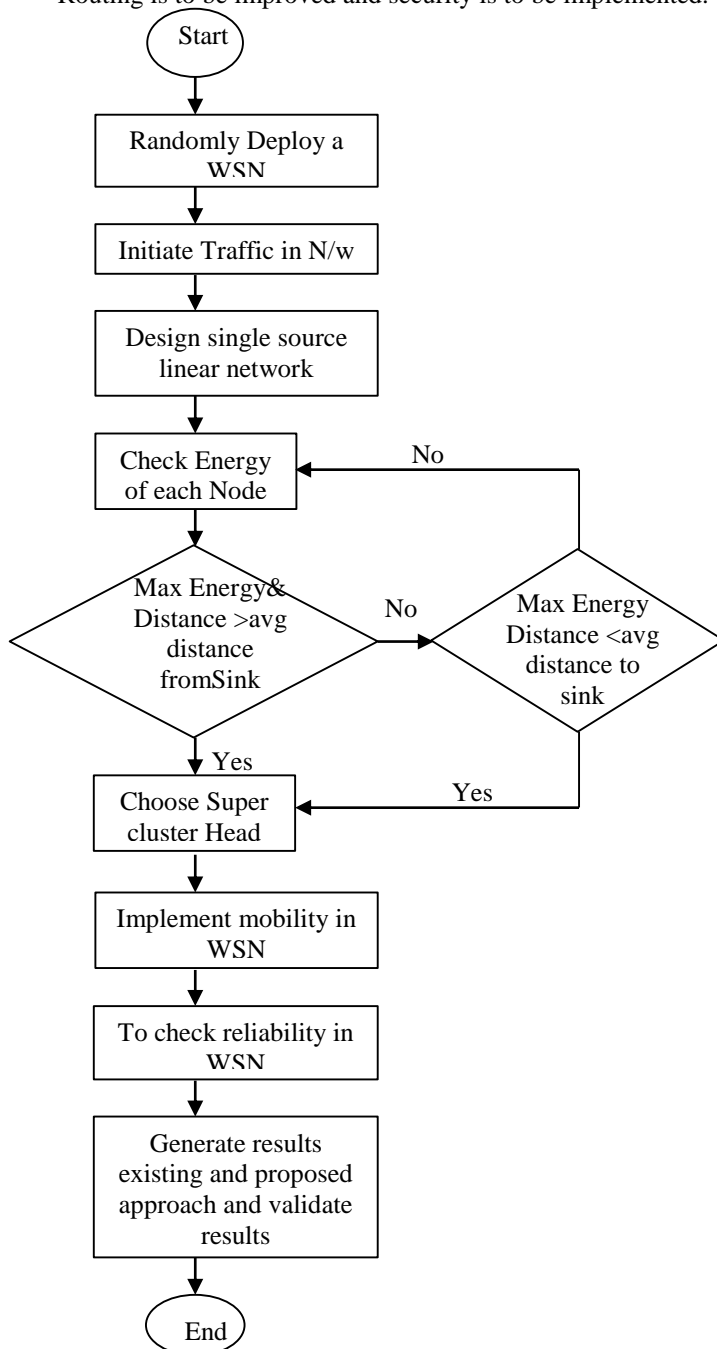 Routing is to be improved and security is to be implemented.
Start
Randomly Deploy a
WSN
Initiate Traffic in N/w
Design single source
linear network
Check Energy
of each Node
No
Max Energy&
Distance >avg
distance
fromSink
No
Max Energy
Distance <avg
distance to
sink
Yes
Choose Super
cluster Head
Yes
Implement mobility in
WSN
To check reliability in
WSN
Generate results
existing and proposed
approach and validate
results
End